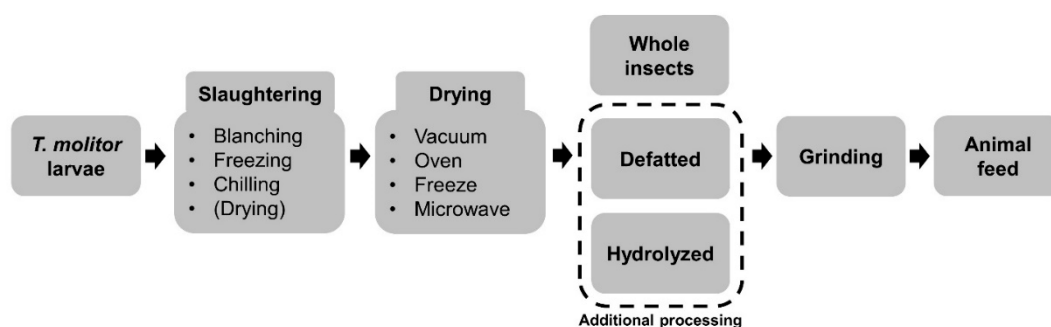 T. molitor
larvae
Slaughtering
• Blanching
• Freezing
• Chilling
• (Drying)
Drying
• Vacuum
• Oven
• Freeze
• Microwave
Whole
insects
Defatted
Hydrolyzed
Additional processing
Grinding
Animal
feed